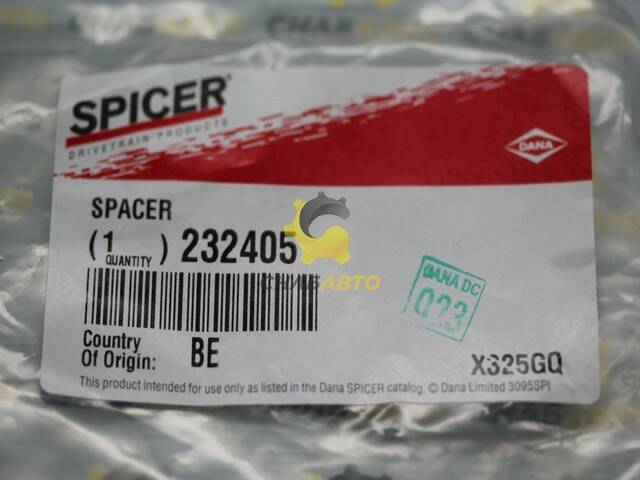 SPICER®
DRIVETRAIN PRODUCTS
DANA
SPACER
(1 QUANTITY) 232405
СНАБАВТО
DANA DC
023
Country
Of Origin: BE
X325GQ
This product intended for use only as listed in the Dana SPICER catalog. © Dana Limited 3095SPI